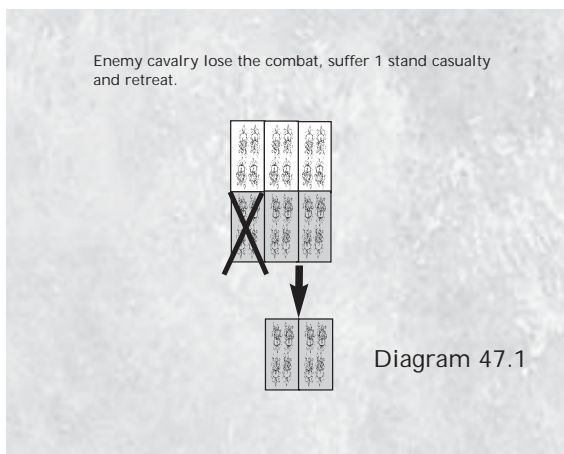 Enemy cavalry lose the combat, suffer 1 stand casualty
and retreat.
Diagram 47.1